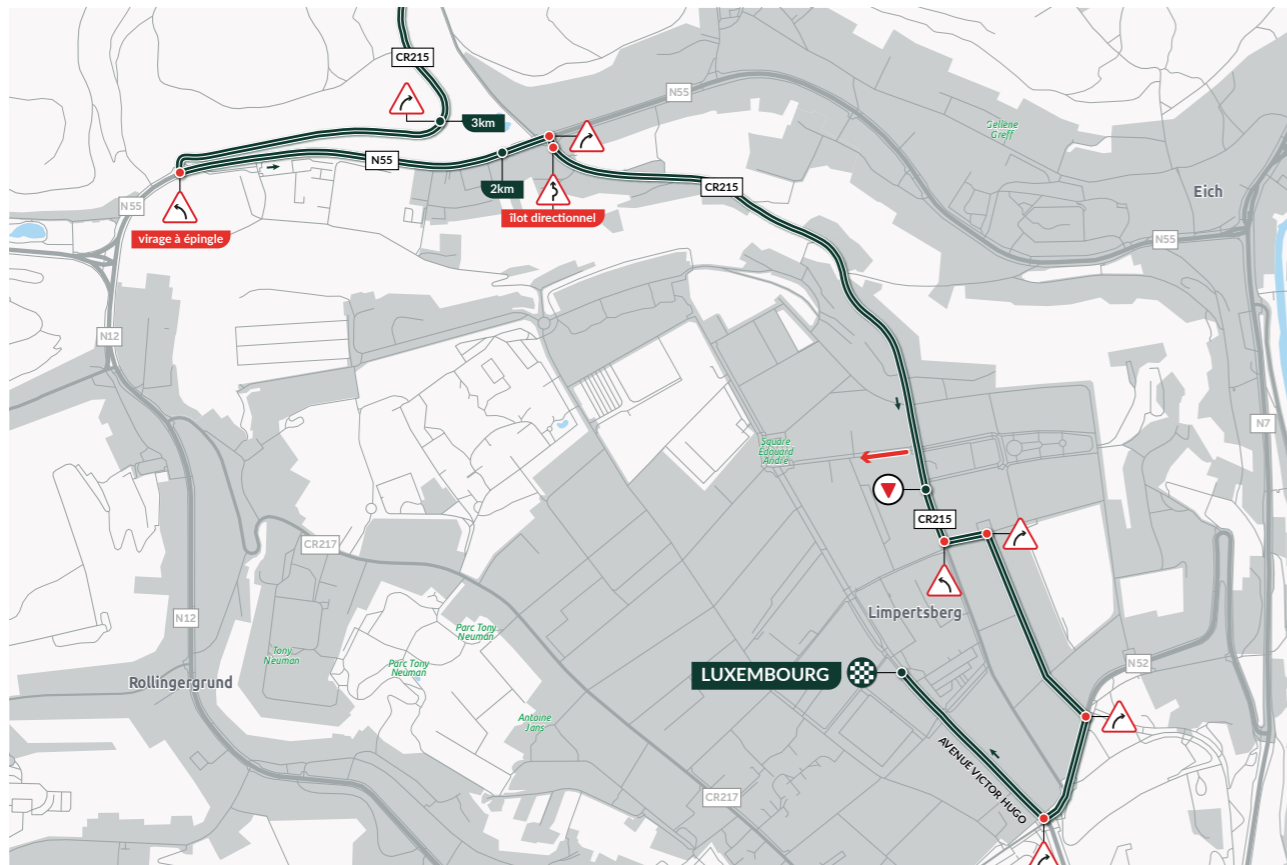 CR215
3km
N55
Gellene
Greff
N55
CR215
2km
Eich
N55
îlot directionnel
virage à épingle
N55
N12
N7
Square
Edouard
André
CR215
CR217
Limpertsberg
N12
Parc Tony
Neuman
Tony
Neuman
Parc Tony
Neuman
N52
LUXEMBOURG
Rollingergrund
Antoine
Jans
AVENUE VICTOR HUGO
CR217